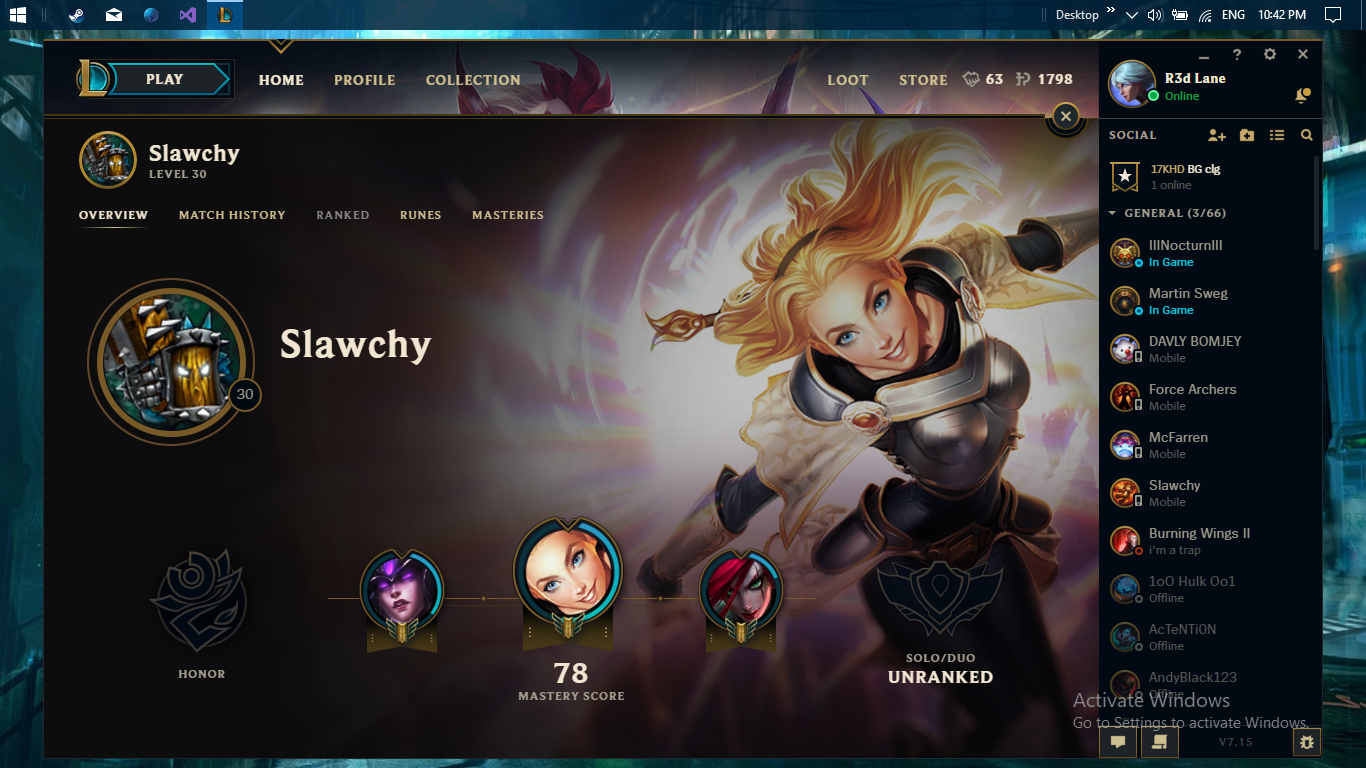 Desktop
ENG
10:42 PM
PLAY
HOME
PROFILE
COLLECTION
LOOT
STORE
63
1798
R3d Lane
Online
Slawchy
LEVEL 30
OVERVIEW
MATCH HISTORY
RANKED
RUNES
MASTERIES
Slawchy
30
HONOR
78
MASTERY SCORE
SOLO/DUO
UNRANKED
SOCIAL
17KHD BG clg
1 online
GENERAL (3/66)
IIINocturnIII
In Game
Martin Sweg
In Game
DAVLY BOMJEY
Mobile
Force Archers
Mobile
McFarren
Mobile
Slawchy
Mobile
Burning Wings II
i'm a trap
1oO Hulk Oo1
Offline
AcTeNTi0N
Offline
AndyBlack123
Offline
Activate Windows
Go to Settings to activate Windows.
V7.15